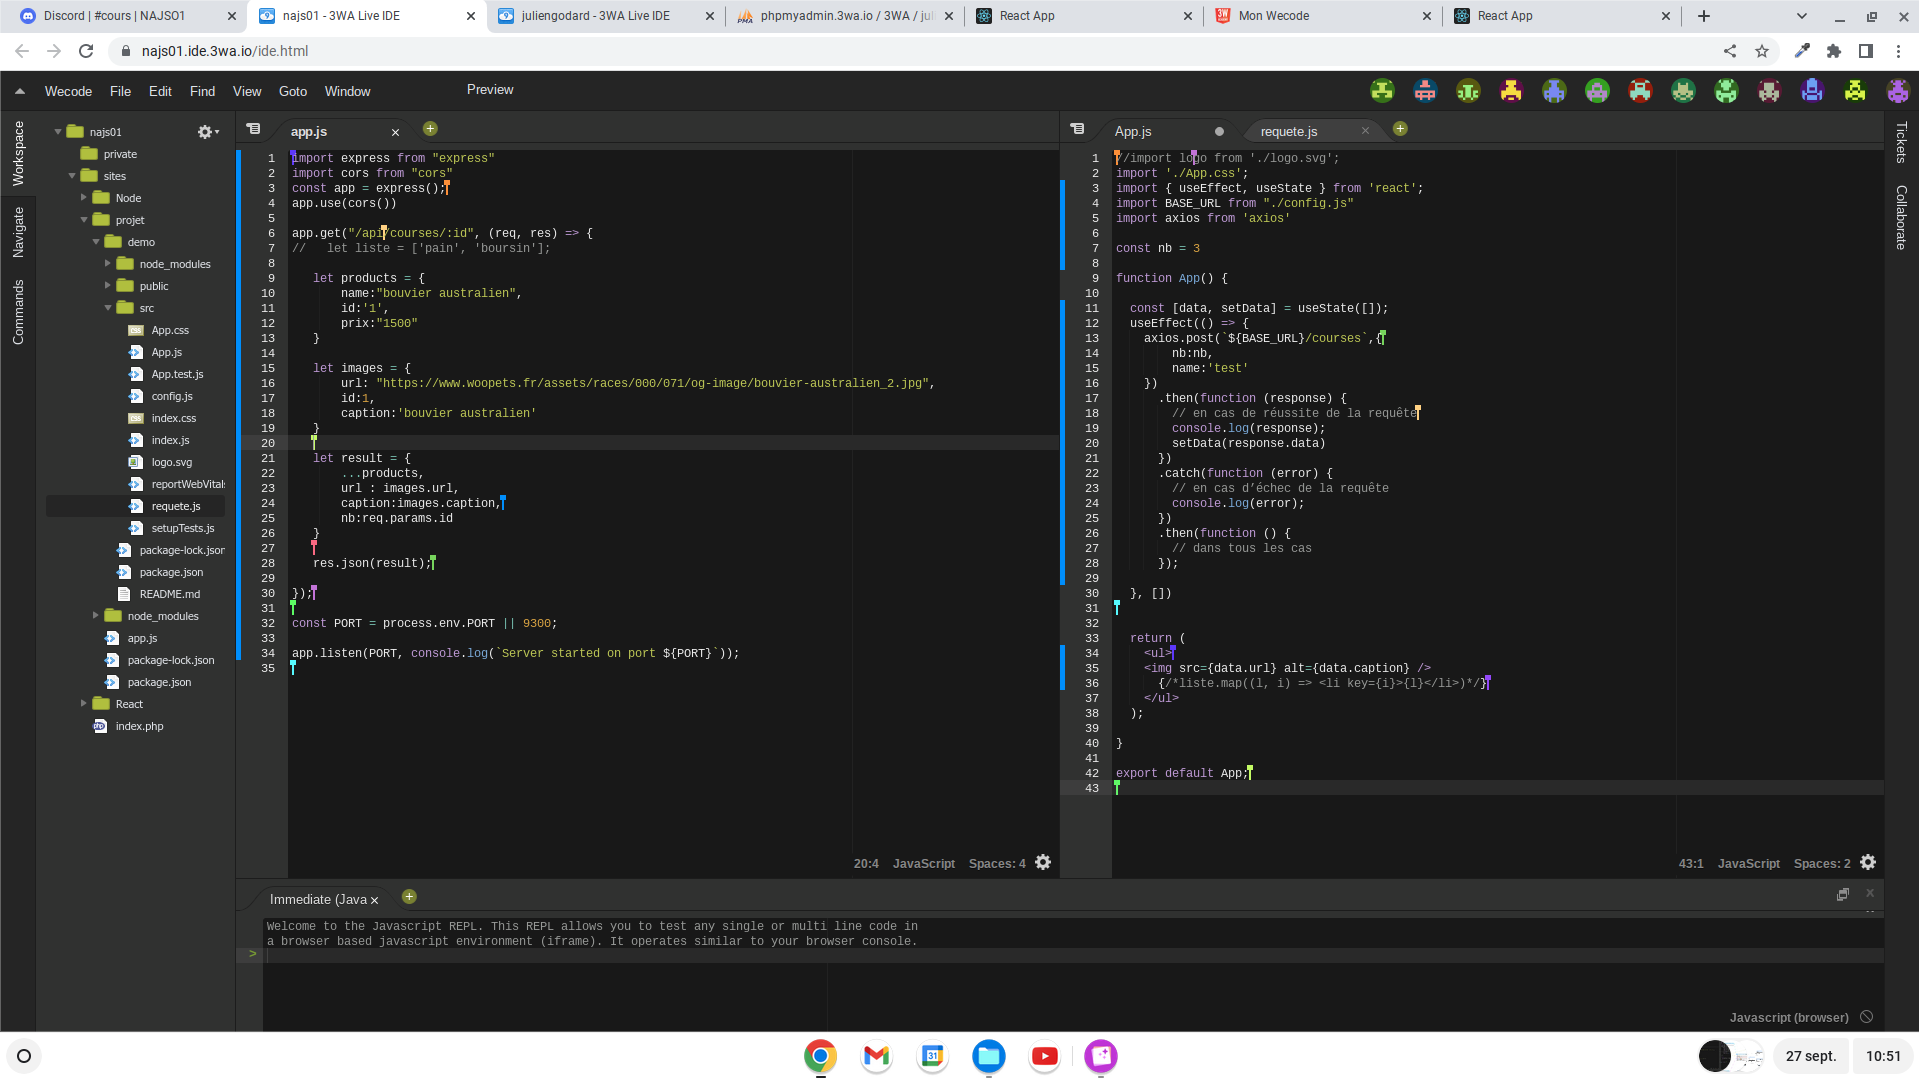 Discord | #cours | NAJSO1
najs01 - 3WA Live IDE
juliengodard - 3WA Live IDE
phpmyadmin.3wa.io / 3WA / juli
React App
Mon Wecode
React App
najs01.ide.3wa.io/ide.html
Wecode File Edit Find View Goto Window Preview
Workspace
Navigate
Commands
najs01
private
sites
Node
projet
demo
node_modules
public
src
App.css
App.js
App.test.js
config.js
index.css
index.js
logo.svg
reportWebVitals
requete.js
setupTests.js
package-lock.json
package.json
README.md
node_modules
app.js
package-lock.json
package.json
React
index.php
app.js
1 import express from "express"
2 import cors from "cors"
3 const app = express();
4 app.use(cors())
5
6 app.get("/api/courses/:id", (req, res) => {
7 //   let liste = ['pain', 'boursin'];
8
9    let products = {
10        name:"bouvier australien",
11        id:'1',
12        prix:"1500"
13    }
14
15    let images = {
16        url: "https://www.woopets.fr/assets/races/000/071/og-image/bouvier-australien_2.jpg",
17        id:1,
18        caption:'bouvier australien'
19    }
20
21    let result = {
22        ...products,
23        url : images.url,
24        caption:images.caption,
25        nb:req.params.id
26    }
27
28    res.json(result);
29
30 });
31
32 const PORT = process.env.PORT || 9300;
33
34 app.listen(PORT, console.log(`Server started on port ${PORT}`));
35
20:4 JavaScript Spaces: 4
App.js
requete.js
1 //import logo from './logo.svg';
2 import './App.css';
3 import { useEffect, useState } from 'react';
4 import BASE_URL from "./config.js"
5 import axios from 'axios'
6
7 const nb = 3
8
9 function App() {
10
11   const [data, setData] = useState([]);
12   useEffect(() => {
13     axios.post(`${BASE_URL}/courses`,{
14         nb:nb,
15         name:'test'
16     })
17       .then(function (response) {
18         // en cas de réussite de la requête
19         console.log(response);
20         setData(response.data)
21       })
22       .catch(function (error) {
23         // en cas d’échec de la requête
24         console.log(error);
25       })
26       .then(function () {
27         // dans tous les cas
28       });
29
30   }, [])
31
32
33   return (
34     <ul>
35     <img src={data.url} alt={data.caption} />
36       {/*liste.map((l, i) => <li key={i}>{l}</li>)*/}
37     </ul>
38   );
39
40 }
41
42 export default App;
43
43:1 JavaScript Spaces: 2
Tickets
Collaborate
Immediate (Java
Welcome to the Javascript REPL. This REPL allows you to test any single or multi line code in
a browser based javascript environment (iframe). It operates similar to your browser console.
>
Javascript (browser)
31
27 sept.
10:51